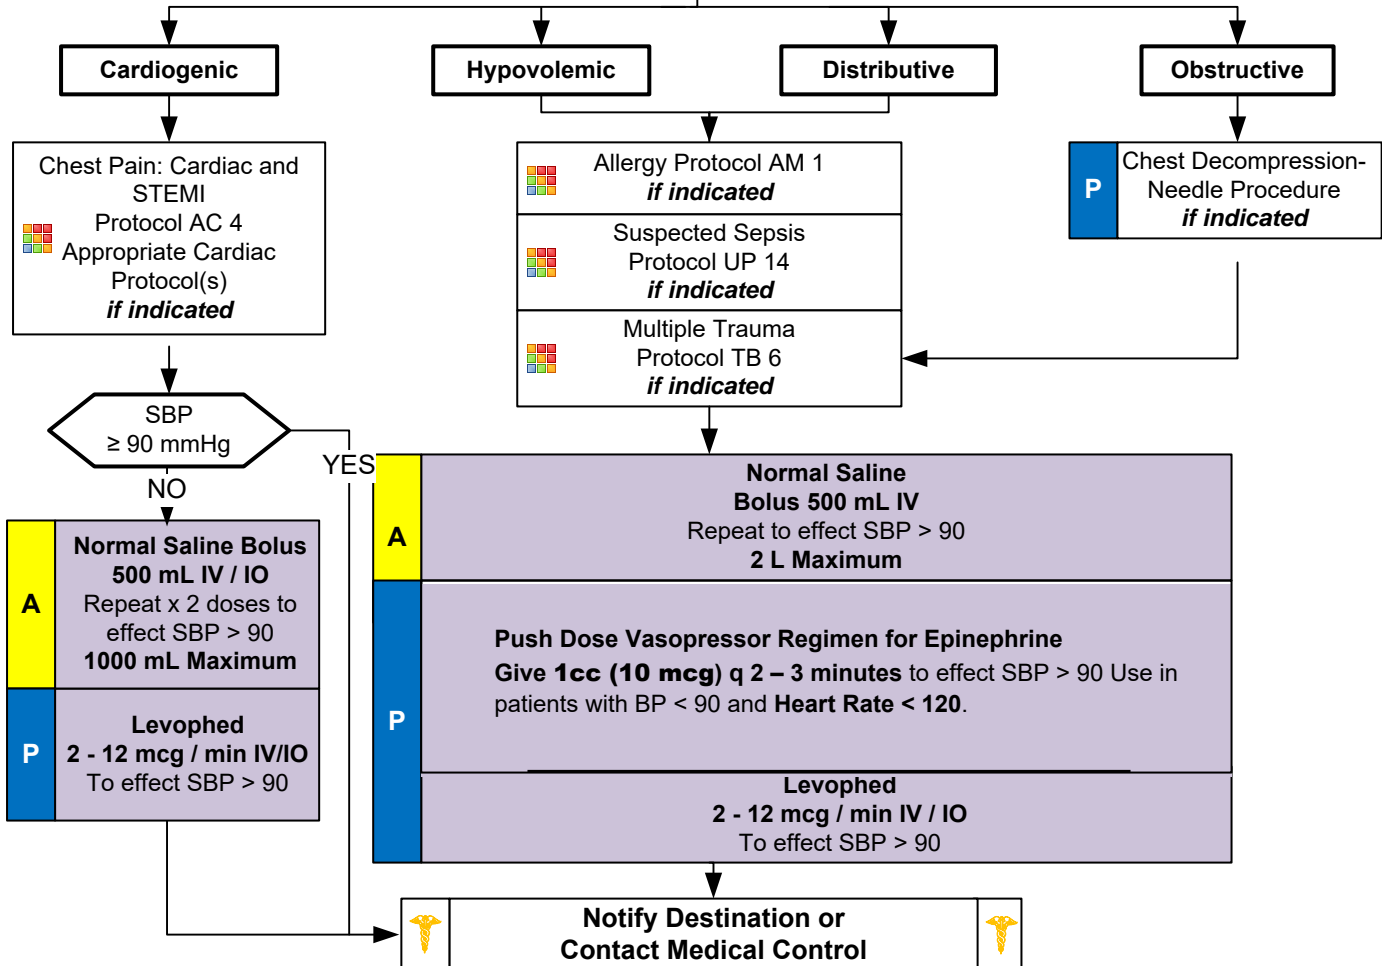 Cardiogenic
Hypovolemic
Distributive
Obstructive
Chest Pain: Cardiac and
STEMI
Protocol AC 4
Appropriate Cardiac
Protocol(s)
if indicated
Allergy Protocol AM 1
if indicated
Suspected Sepsis
Protocol UP 14
if indicated
Multiple Trauma
Protocol TB 6
if indicated
P
Chest Decompression-
Needle Procedure
if indicated
SBP
≥ 90 mmHg
YES
NO
A
Normal Saline Bolus
500 mL IV / IO
Repeat x 2 doses to
effect SBP > 90
1000 mL Maximum
P
Levophed
2 - 12 mcg / min IV/IO
To effect SBP > 90
A
Normal Saline
Bolus 500 mL IV
Repeat to effect SBP > 90
2 L Maximum
P
Push Dose Vasopressor Regimen for Epinephrine
Give 1cc (10 mcg) q 2 – 3 minutes to effect SBP > 90 Use in
patients with BP < 90 and Heart Rate < 120.
Levophed
2 - 12 mcg / min IV / IO
To effect SBP > 90
Notify Destination or
Contact Medical Control